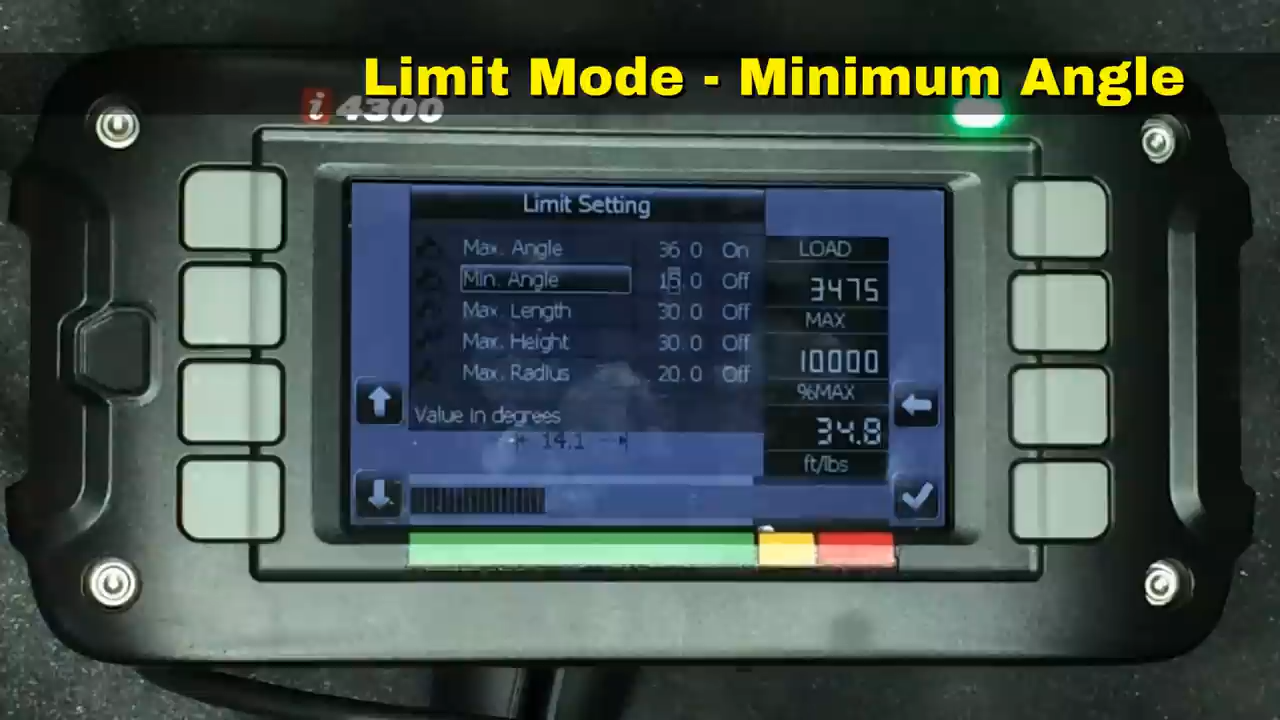 Limit Mode - Minimum Angle
i 4300
Limit Setting
Max. Angle 36.0 On
Min. Angle 15.0 Off
Max. Length 30.0 Off
Max. Height 30.0 Off
Max. Radius 20.0 Off
Value in degrees
14.1
LOAD
3475
MAX
10000
%MAX
34.8
ft/lbs